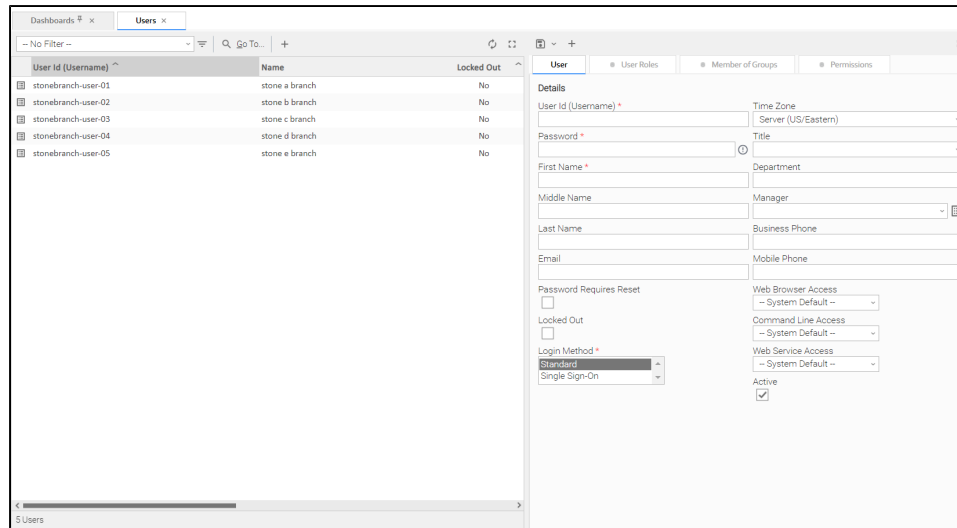 Dashboards
Users
-- No Filter --
Go To...
User Id (Username)
Name
Locked Out
stonebranch-user-01
stone a branch
No
stonebranch-user-02
stone b branch
No
stonebranch-user-03
stone c branch
No
stonebranch-user-04
stone d branch
No
stonebranch-user-05
stone e branch
No
5 Users
User
User Roles
Member of Groups
Permissions
Details
User Id (Username) *
Time Zone
Server (US/Eastern)
Password *
Title
First Name *
Department
Middle Name
Manager
Last Name
Business Phone
Email
Mobile Phone
Password Requires Reset
Web Browser Access
-- System Default --
Locked Out
Command Line Access
-- System Default --
Login Method *
Standard
Single Sign-On
Web Service Access
-- System Default --
Active